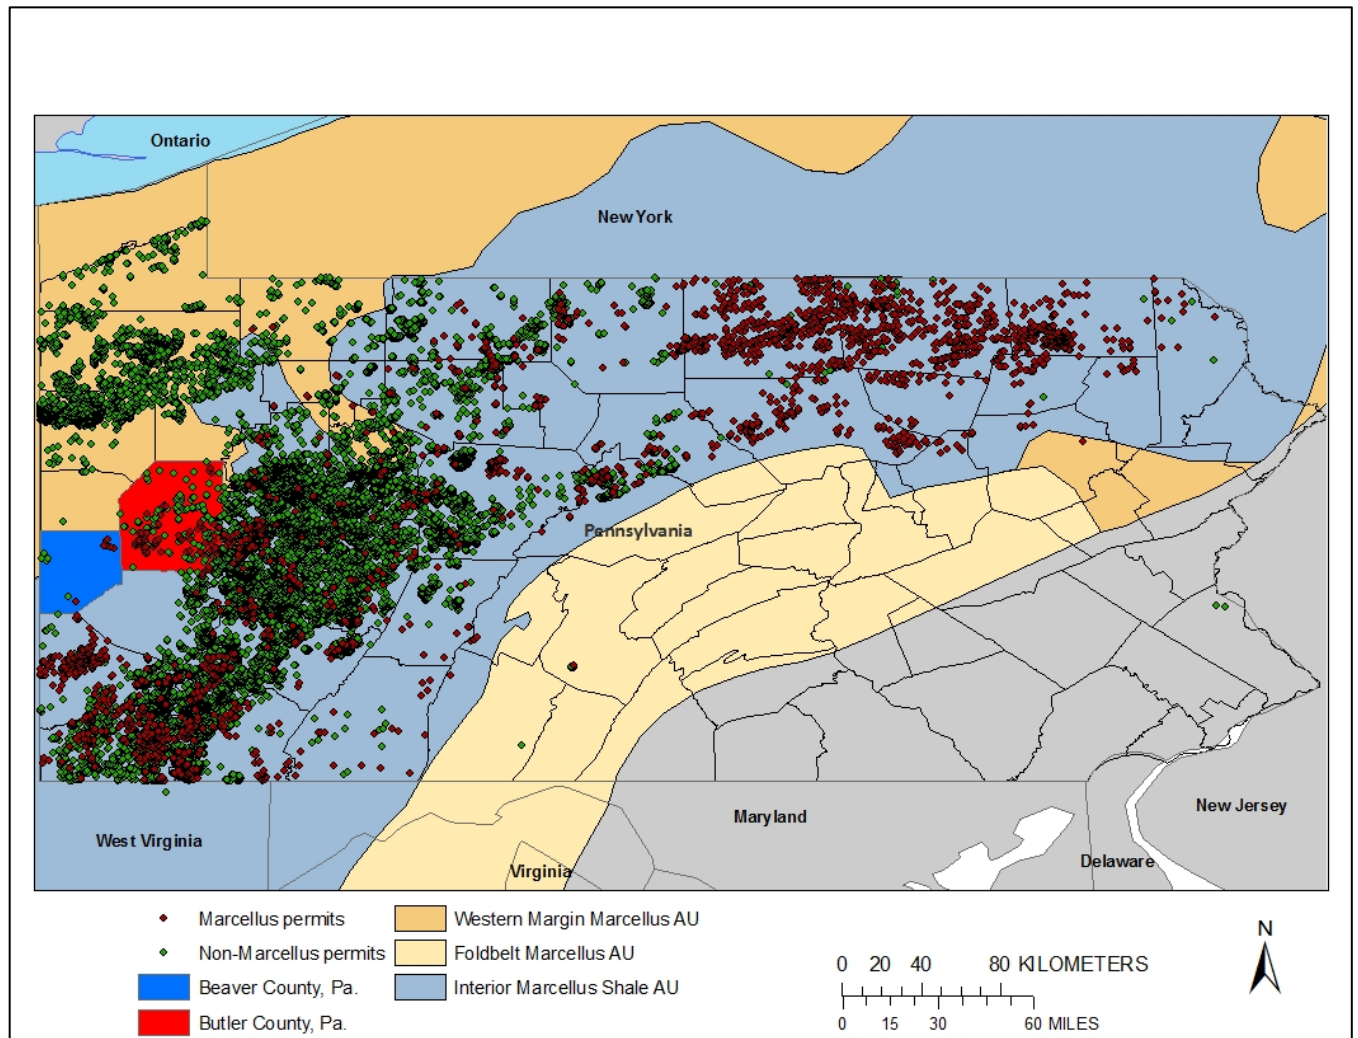 Ontario
New York
Pennsylvania
West Virginia
Virginia
Maryland
Delaware
New Jersey
Marcellus permits
Non-Marcellus permits
Beaver County, Pa.
Butler County, Pa.
Western Margin Marcellus AU
Foldbelt Marcellus AU
Interior Marcellus Shale AU
0 20 40 80 KILOMETERS
0 15 30 60 MILES
N